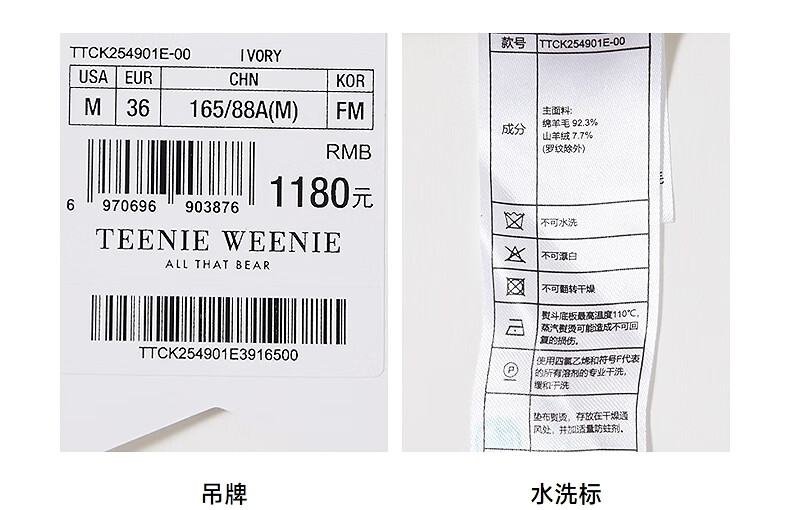 TTCK254901E-00 IVORY
USA EUR CHN KOR
M 36 165/88A(M) FM
RMB
1180元
6 970696 903876
TEENIE WEENIE
ALL THAT BEAR
TTCK254901E3916500
吊牌
款号 TTCK254901E-00
成分
主面料:
绵羊毛 92.3%
山羊绒 7.7%
(罗纹除外)
不可水洗
不可漂白
不可翻转干燥
熨斗底板最高温度110℃,
蒸汽熨烫可能造成不可回
复的损伤。
P
使用四氯乙烯和符号F代表
的所有溶剂的专业干洗,
缓和干洗
垫布熨烫，存放在干燥通
风处，并加适量防蛀剂。
水洗标